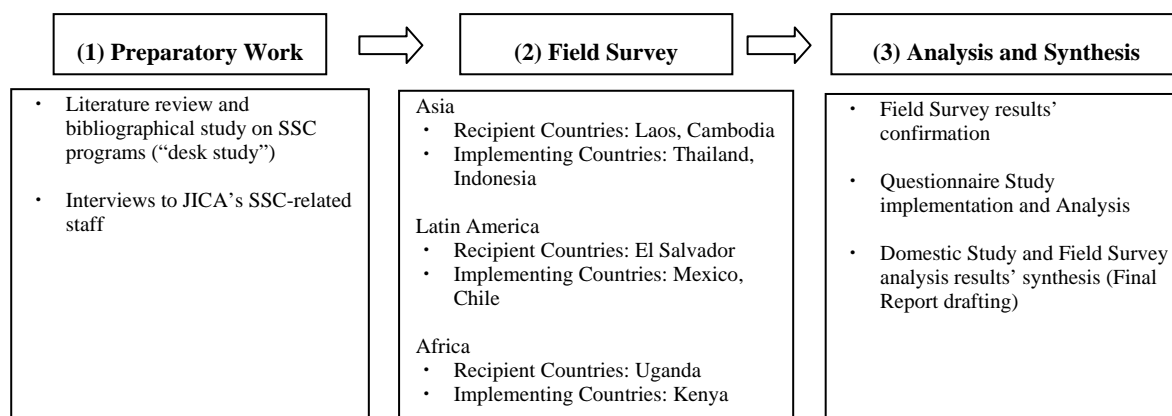 (1) Preparatory Work
・ Literature review and
bibliographical study on SSC
programs (“desk study”)
・ Interviews to JICA’s SSC-related
staff
(2) Field Survey
Asia
・ Recipient Countries: Laos, Cambodia
・ Implementing Countries: Thailand,
Indonesia
Latin America
・ Recipient Countries: El Salvador
・ Implementing Countries: Mexico,
Chile
Africa
・ Recipient Countries: Uganda
・ Implementing Countries: Kenya
(3) Analysis and Synthesis
・ Field Survey results’
confirmation
・ Questionnaire Study
implementation and Analysis
・ Domestic Study and Field Survey
analysis results’ synthesis (Final
Report drafting)